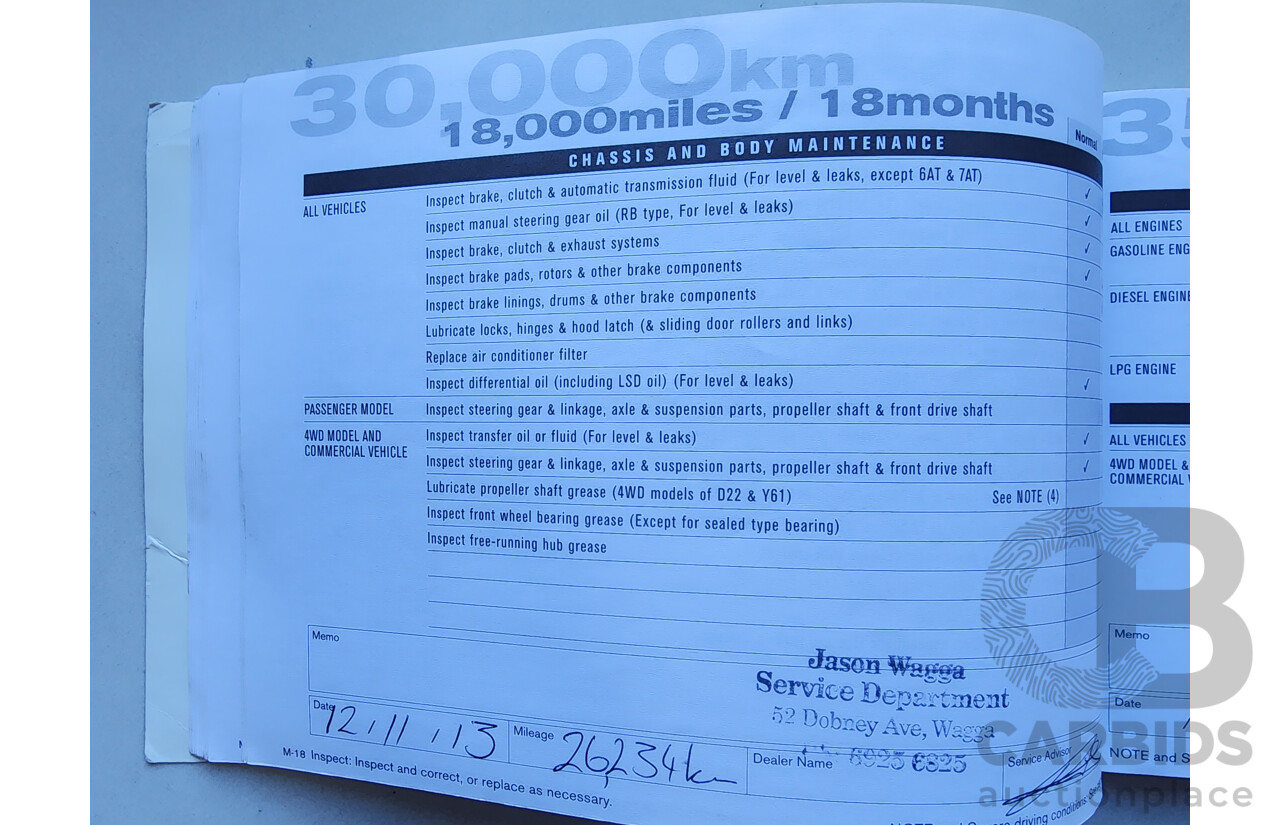 30,000km
18,000miles / 18months
CHASSIS AND BODY MAINTENANCE
Normal
ALL VEHICLES
Inspect brake, clutch & automatic transmission fluid (For level & leaks, except 6AT & 7AT) ✓
Inspect manual steering gear oil (RB type, For level & leaks) ✓
Inspect brake, clutch & exhaust systems ✓
Inspect brake pads, rotors & other brake components ✓
Inspect brake linings, drums & other brake components
Lubricate locks, hinges & hood latch (& sliding door rollers and links)
Replace air conditioner filter
Inspect differential oil (including LSD oil) (For level & leaks) ✓
PASSENGER MODEL Inspect steering gear & linkage, axle & suspension parts, propeller shaft & front drive shaft
4WD MODEL AND
COMMERCIAL VEHICLE
Inspect transfer oil or fluid (For level & leaks) ✓
Inspect steering gear & linkage, axle & suspension parts, propeller shaft & front drive shaft ✓
Lubricate propeller shaft grease (4WD models of D22 & Y61) See NOTE (4)
Inspect front wheel bearing grease (Except for sealed type bearing)
Inspect free-running hub grease
Memo
Jason Wagga
Service Department
52 Dobney Ave, Wagga
6925 6325
Date 12/11/13
Mileage 26234km
Dealer Name
Service Advisor
M-18 Inspect: Inspect and correct, or replace as necessary.
driving conditions.
35
ALL ENGINES
GASOLINE ENG
DIESEL ENGINE
LPG ENGINE
ALL VEHICLES
4WD MODEL &
COMMERCIAL
Memo
Date
NOTE and S
CB
CARBIDS
auctionplace